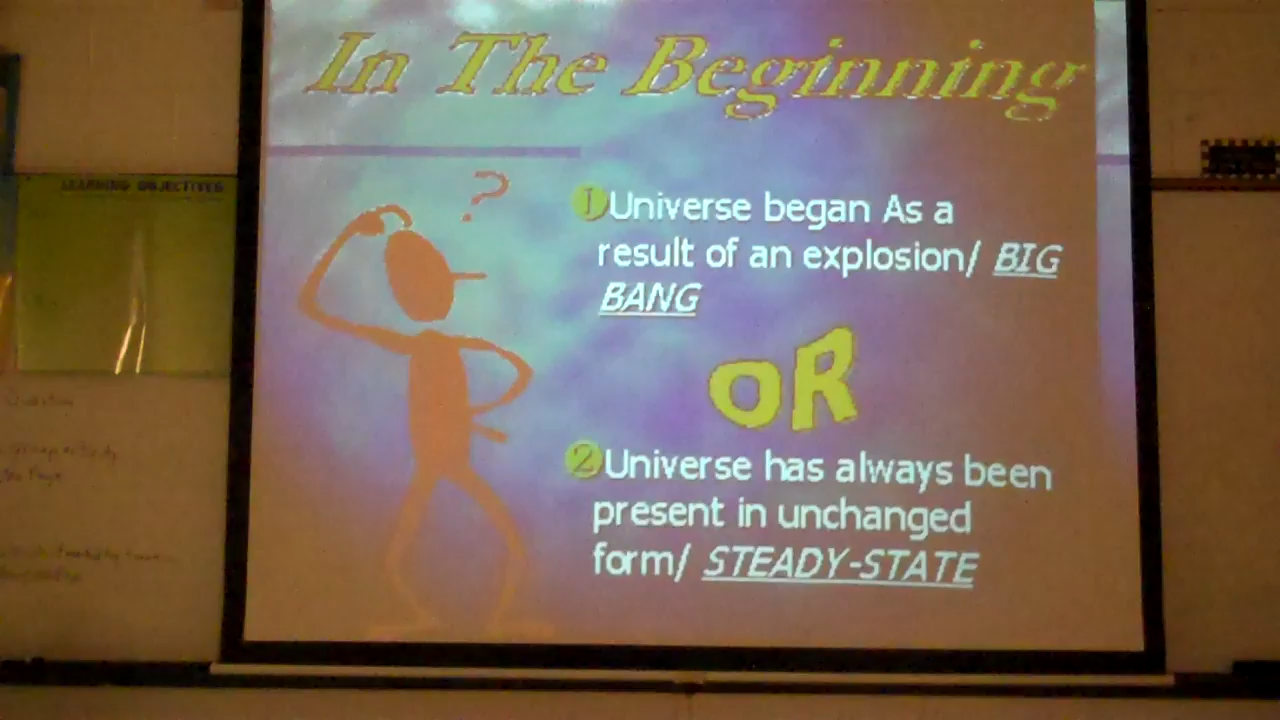 In The Beginning
LEARNING OBJECTIVES
?
1 Universe began As a
result of an explosion/ BIG
BANG
OR
2 Universe has always been
present in unchanged
form/ STEADY-STATE